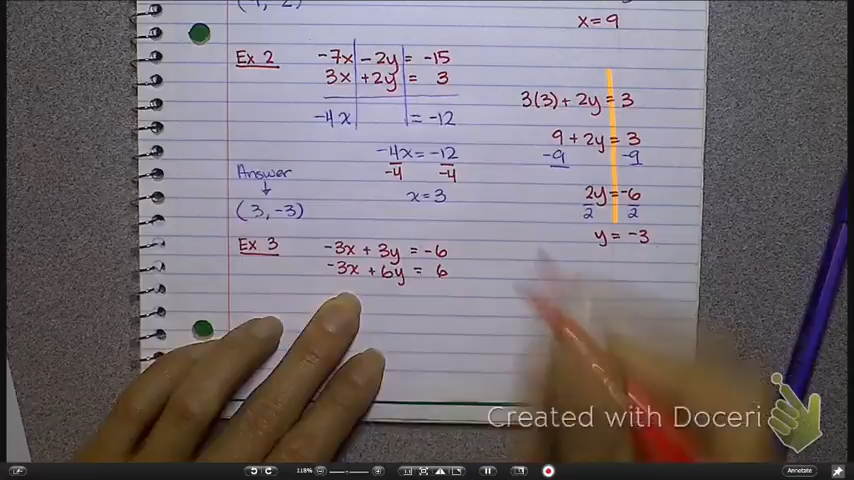 x=9
Ex 2
-7x - 2y = -15
3x + 2y = 3
-4x = -12
-4x = -12
-4 -4
x = 3
Answer
(3, -3)
3(3) + 2y = 3
9 + 2y = 3
-9 -9
2y = -6
2 2
y = -3
Ex 3
-3x + 3y = -6
-3x + 6y = 6
Created with Doceri
118%
1:1
Annotate